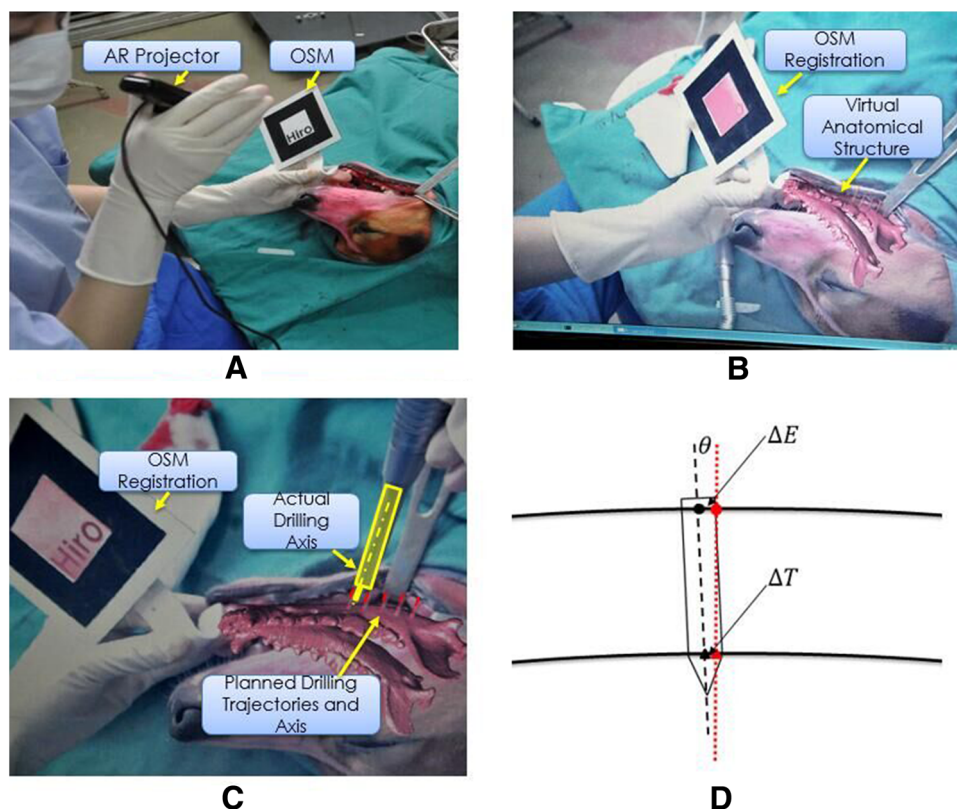 AR Projector
OSM
Hiro
A
OSM
Registration
Virtual
Anatomical
Structure
B
OSM
Registration
Hiro
Actual
Drilling
Axis
Planned Drilling
Trajectories and
Axis
C
θ
ΔE
ΔT
D